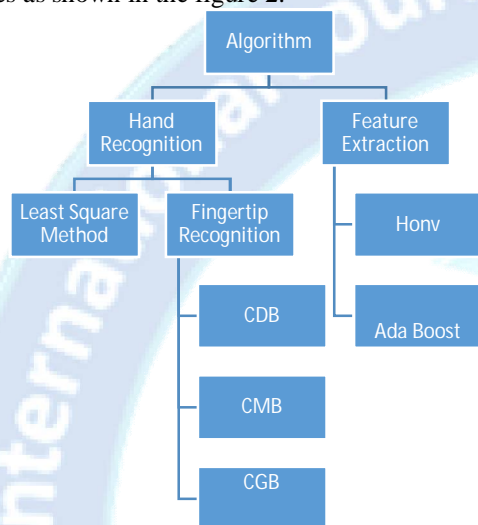 es as shown in the figure 2.
Algorithm
Hand
Recognition
Feature
Extraction
Least Square
Method
Fingertip
Recognition
Honv
CDB
Ada Boost
CMB
CGB